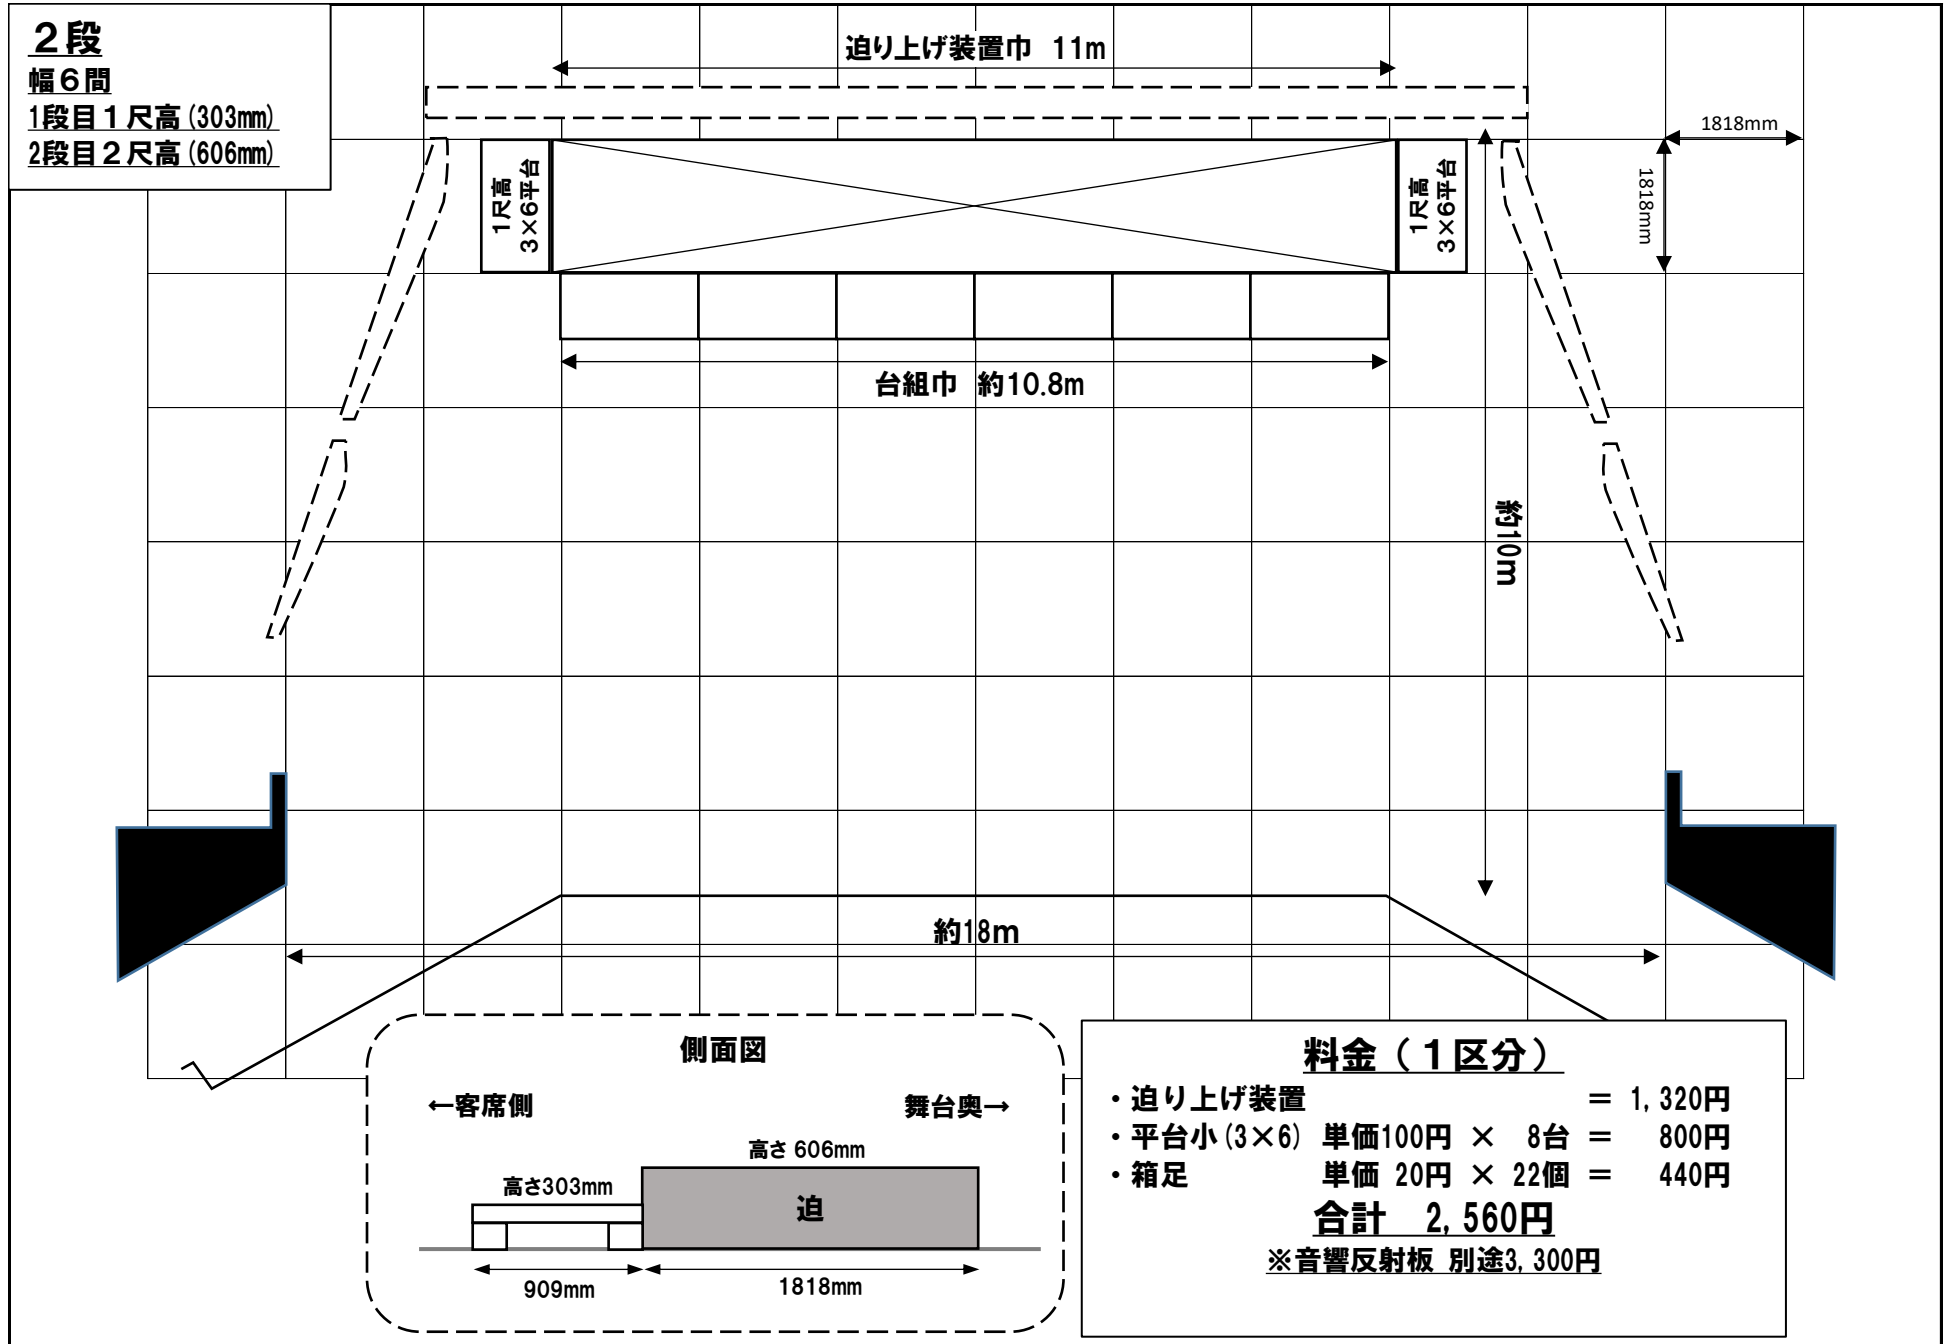 ２段
幅６間
1段目１尺高(303mm)
2段目２尺高(606mm)
迫り上げ装置巾　11m
1818mm
1818mm
１尺高
３×６平台
１尺高
３×６平台
台組巾　約10.8m
約10m
約18m
側面図
←客席側
舞台奥→
高さ 606mm
高さ303mm
迫
909mm
1818mm
料金（１区分）
・迫り上げ装置　＝ 1,320円
・平台小(3×6) 単価100円 × 8台 ＝ 800円
・箱足　単価 20円 × 22個 ＝ 440円
合計　2,560円
※音響反射板 別途3,300円